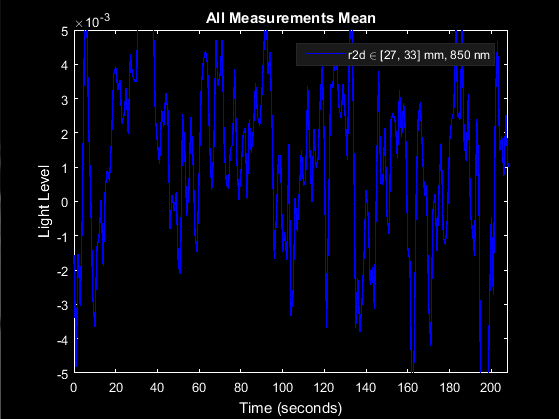 All Measurements Mean
×10⁻³
r2d ∈ [27, 33] mm, 850 nm
5
4
3
2
1
0
-1
-2
-3
-4
-5
Light Level
0 20 40 60 80 100 120 140 160 180 200
Time (seconds)